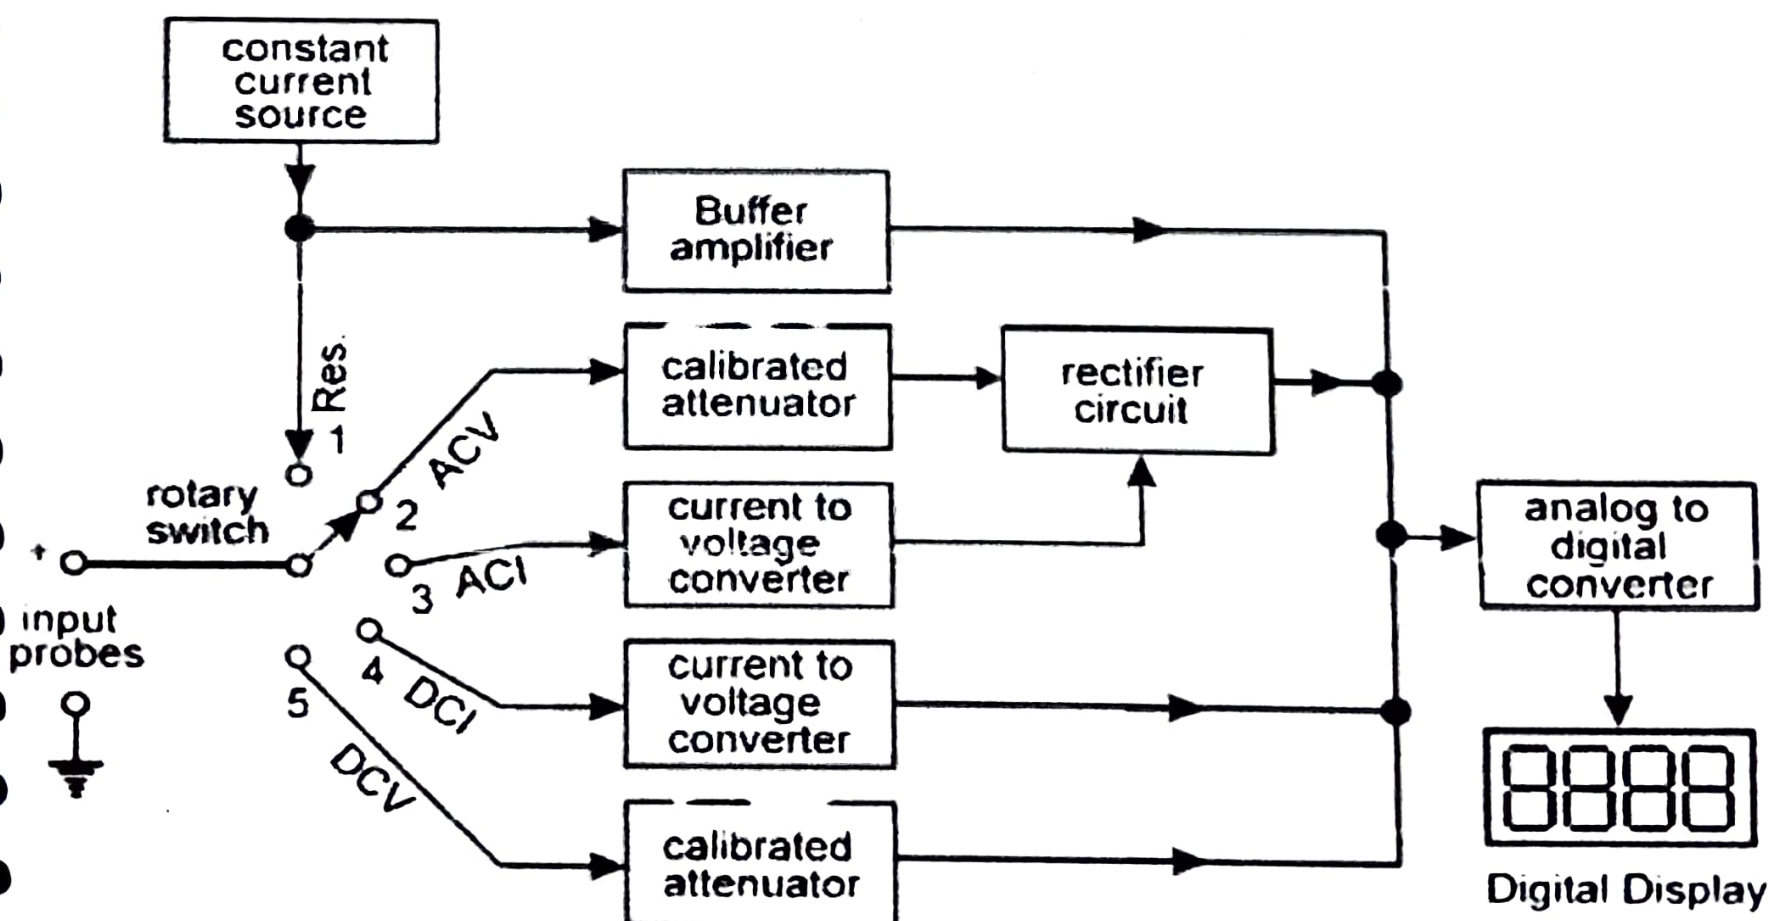 constant
current
source
Buffer
amplifier
Res.
1
calibrated
attenuator
rectifier
circuit
ACV
2
rotary
switch
+
input
probes
current to
voltage
converter
ACI
3
analog to
digital
converter
4
DCI
current to
voltage
converter
5
DCV
calibrated
attenuator
8888
Digital Display